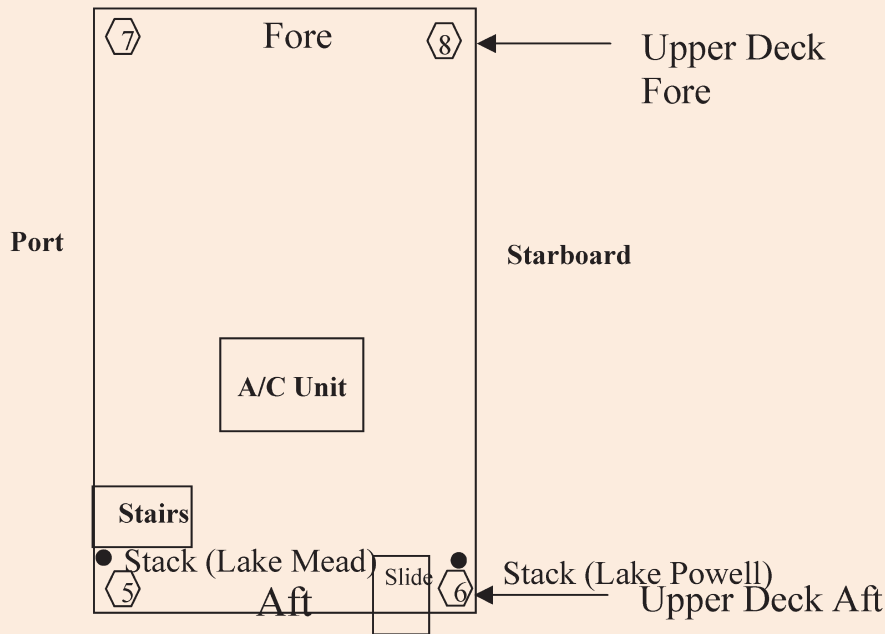 7
Fore
8
Upper Deck
Fore
Port
Starboard
A/C Unit
Stairs
Stack (Lake Mead)
Slide
Stack (Lake Powell)
5
Aft
6
Upper Deck Aft